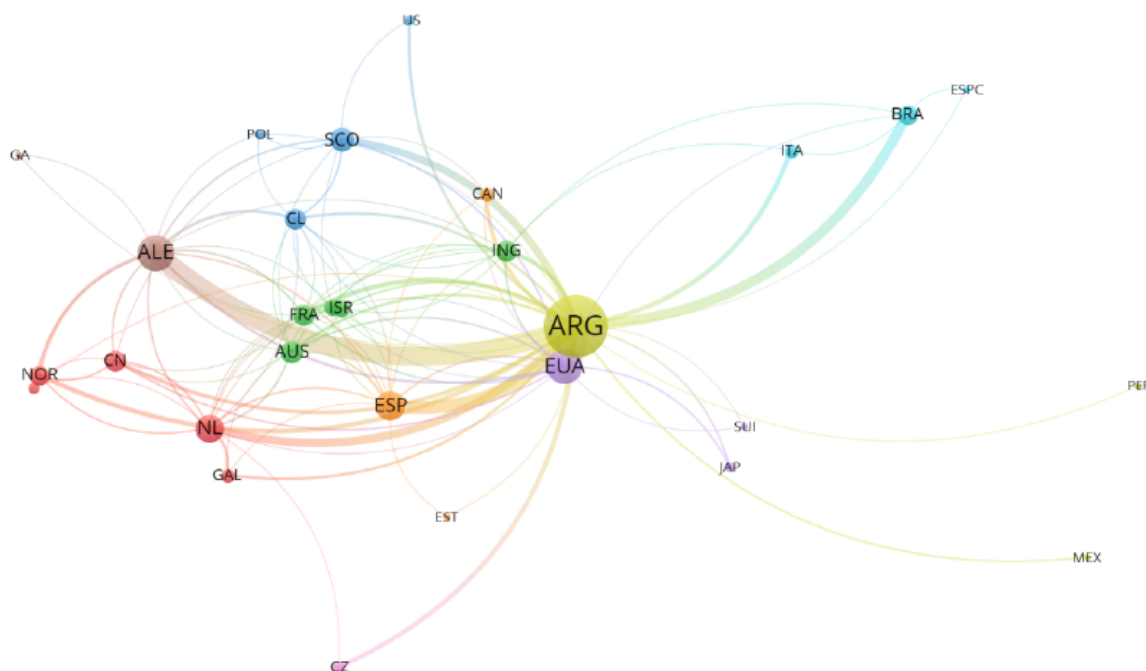 US
ESPC
BRA
POL
SCO
ITA
GA
CAN
CL
ING
ALE
ISR
FRA
ARG
AUS
CN
EUA
NOR
PER
ESP
NL
SUI
JAP
GAL
EST
MEX
CZ